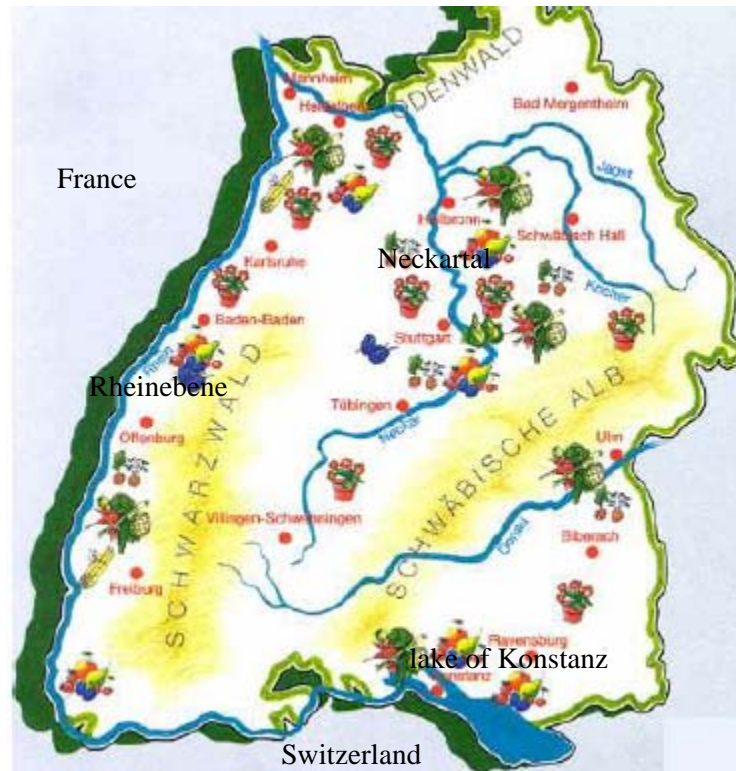 Mannheim
Heidelberg
ODENWALD
Bad Mergentheim
France
Jagst
Heilbronn
Schwäbisch Hall
Karlsruhe
Neckartal
Kocher
Baden-Baden
Stuttgart
Rhein
Rheinebene
Tübingen
Offenburg
Neckar
SCHWARZWALD
SCHWÄBISCHE ALB
Ulm
Villingen-Schwenningen
Donau
Biberach
Freiburg
Ravensburg
lake of Konstanz
Konstanz
Switzerland